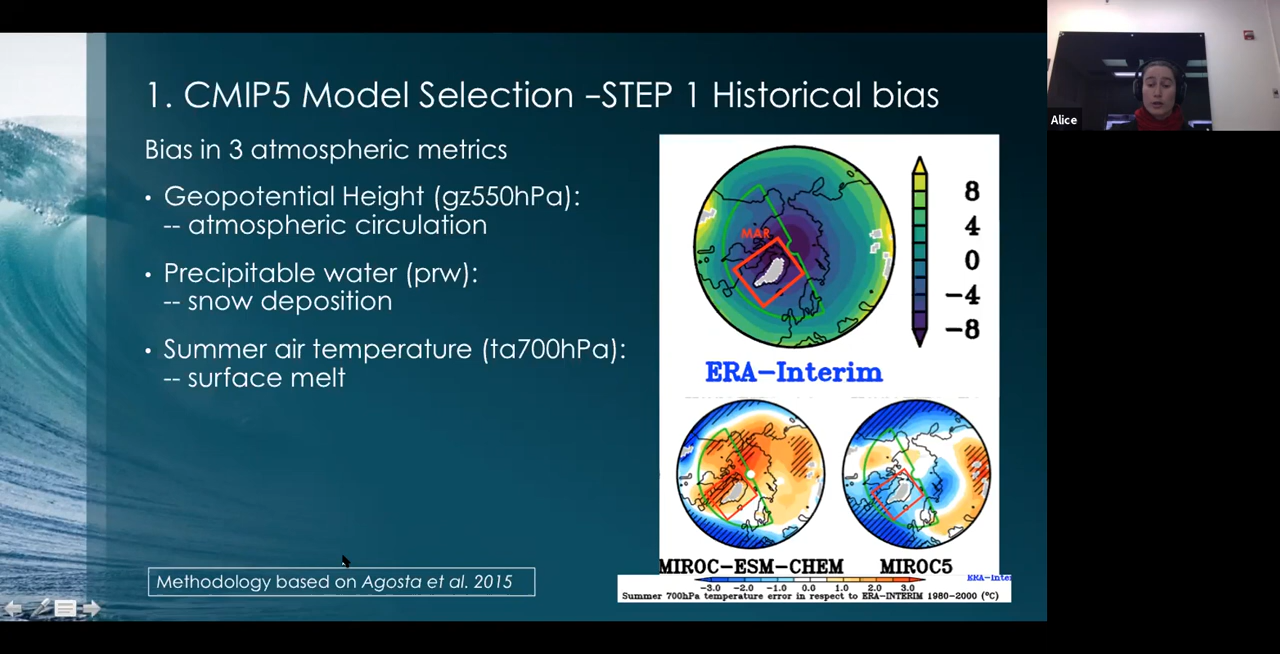 1. CMIP5 Model Selection –STEP 1 Historical bias
Bias in 3 atmospheric metrics
• Geopotential Height (gz550hPa):
-- atmospheric circulation
• Precipitable water (prw):
-- snow deposition
• Summer air temperature (ta700hPa):
-- surface melt
Methodology based on Agosta et al. 2015
MAR
8
4
0
−4
−8
ERA−Interim
MIROC−ESM−CHEM
MIROC5
−3.0 −2.0 −1.0 0.0 1.0 2.0 3.0
Summer 700hPa temperature error in respect to ERA−INTERIM 1980−2000 (°C)
Alice